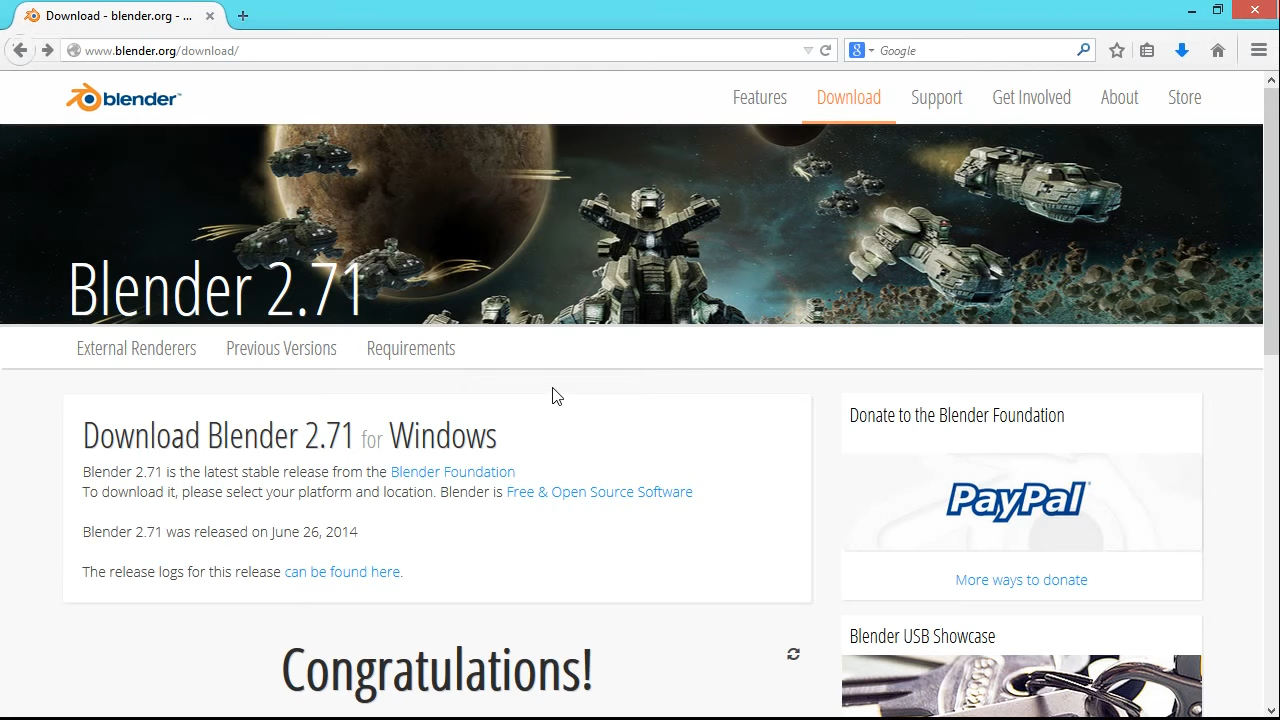 Download - blender.org - ...
www.blender.org/download/
Google
blender
Features
Download
Support
Get Involved
About
Store
Blender 2.71
External Renderers
Previous Versions
Requirements
Download Blender 2.71 for Windows
Blender 2.71 is the latest stable release from the Blender Foundation
To download it, please select your platform and location. Blender is Free & Open Source Software
Blender 2.71 was released on June 26, 2014
The release logs for this release can be found here.
Congratulations!
Donate to the Blender Foundation
PayPal
More ways to donate
Blender USB Showcase